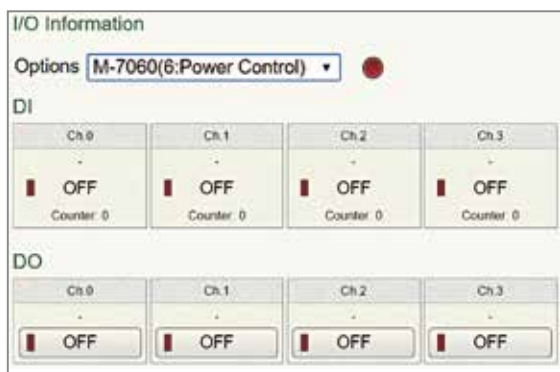 I/O Information
Options M-7060(6:Power Control)
DI
Ch.0 Ch.1 Ch.2 Ch.3
- - - -
OFF OFF OFF OFF
Counter: 0 Counter: 0 Counter: 0 Counter: 0
DO
Ch.0 Ch.1 Ch.2 Ch.3
- - - -
OFF OFF OFF OFF